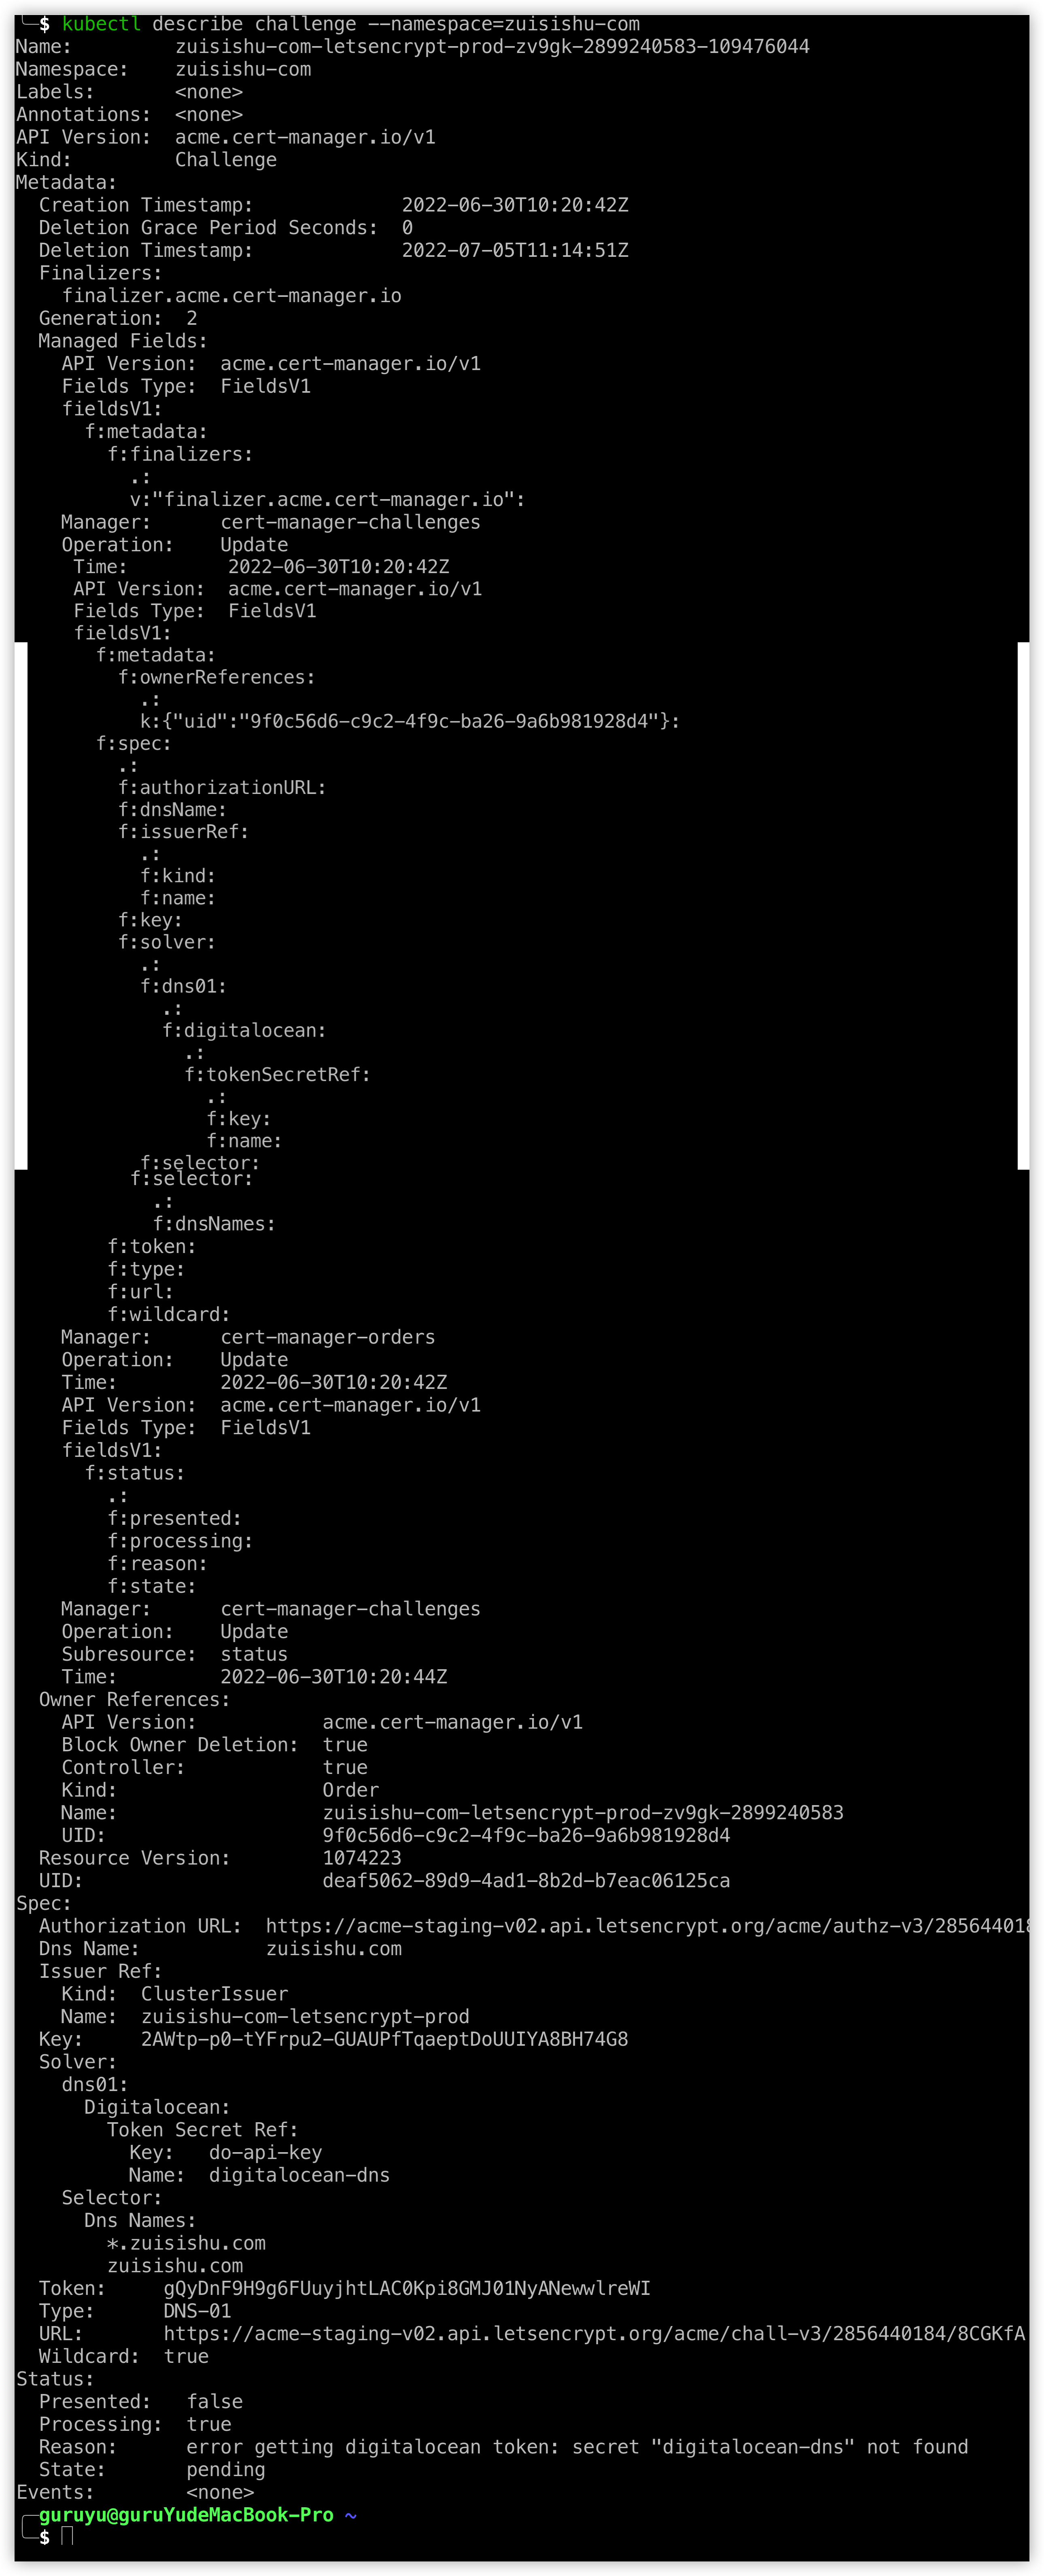 $ kubectl describe challenge --namespace=zuisishu-com
Name:         zuisishu-com-letsencrypt-prod-zv9gk-2899240583-109476044
Namespace:    zuisishu-com
Labels:       <none>
Annotations:  <none>
API Version:  acme.cert-manager.io/v1
Kind:         Challenge
Metadata:
  Creation Timestamp:             2022-06-30T10:20:42Z
  Deletion Grace Period Seconds:  0
  Deletion Timestamp:             2022-07-05T11:14:51Z
  Finalizers:
    finalizer.acme.cert-manager.io
  Generation:  2
  Managed Fields:
    API Version:  acme.cert-manager.io/v1
    Fields Type:  FieldsV1
    fieldsV1:
      f:metadata:
        f:finalizers:
          .:
          v:"finalizer.acme.cert-manager.io":
    Manager:      cert-manager-challenges
    Operation:    Update
    Time:         2022-06-30T10:20:42Z
    API Version:  acme.cert-manager.io/v1
    Fields Type:  FieldsV1
    fieldsV1:
      f:metadata:
        f:ownerReferences:
          .:
          k:{"uid":"9f0c56d6-c9c2-4f9c-ba26-9a6b981928d4"}:
      f:spec:
        .:
        f:authorizationURL:
        f:dnsName:
        f:issuerRef:
          .:
          f:kind:
          f:name:
        f:key:
        f:solver:
          .:
          f:dns01:
            .:
            f:digitalocean:
              .:
              f:tokenSecretRef:
                .:
                f:key:
                f:name:
          f:selector:
          f:selector:
            .:
            f:dnsNames:
        f:token:
        f:type:
        f:url:
        f:wildcard:
    Manager:      cert-manager-orders
    Operation:    Update
    Time:         2022-06-30T10:20:42Z
    API Version:  acme.cert-manager.io/v1
    Fields Type:  FieldsV1
    fieldsV1:
      f:status:
        .:
        f:presented:
        f:processing:
        f:reason:
        f:state:
    Manager:      cert-manager-challenges
    Operation:    Update
    Subresource:  status
    Time:         2022-06-30T10:20:44Z
  Owner References:
    API Version:           acme.cert-manager.io/v1
    Block Owner Deletion:  true
    Controller:            true
    Kind:                  Order
    Name:                  zuisishu-com-letsencrypt-prod-zv9gk-2899240583
    UID:                   9f0c56d6-c9c2-4f9c-ba26-9a6b981928d4
  Resource Version:        1074223
  UID:                     deaf5062-89d9-4ad1-8b2d-b7eac06125ca
Spec:
  Authorization URL:  https://acme-staging-v02.api.letsencrypt.org/acme/authz-v3/285644018
  Dns Name:           zuisishu.com
  Issuer Ref:
    Kind:  ClusterIssuer
    Name:  zuisishu-com-letsencrypt-prod
  Key:     2AWtp-p0-tYFrpu2-GUAUPfTqaeptDoUUIYA8BH74G8
  Solver:
    dns01:
      Digitalocean:
        Token Secret Ref:
          Key:   do-api-key
          Name:  digitalocean-dns
    Selector:
      Dns Names:
        *.zuisishu.com
        zuisishu.com
  Token:     gQyDnF9H9g6FUuyjhtLAC0Kpi8GMJ01NyANewwlreWI
  Type:      DNS-01
  URL:       https://acme-staging-v02.api.letsencrypt.org/acme/chall-v3/2856440184/8CGKfA
  Wildcard:  true
Status:
  Presented:   false
  Processing:  true
  Reason:      error getting digitalocean token: secret "digitalocean-dns" not found
  State:       pending
Events:        <none>
guruyu@guruYudeMacBook-Pro ~
$